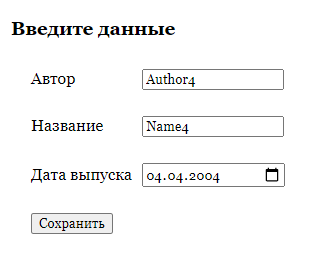 Введите данные
Автор Author4
Название Name4
Дата выпуска 04.04.2004
Сохранить